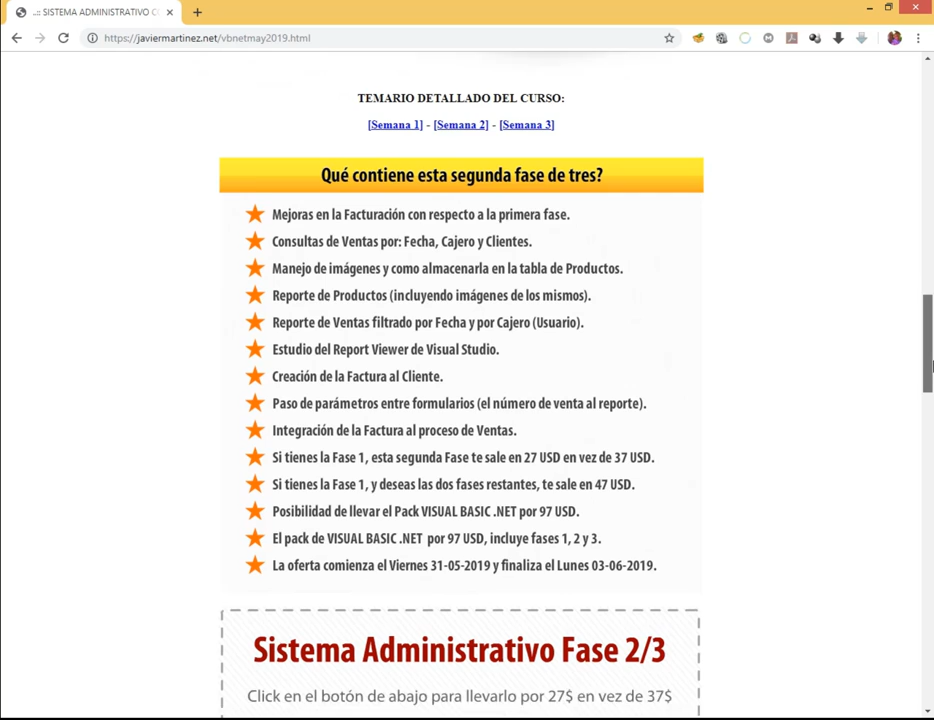 ..:: SISTEMA ADMINISTRATIVO CO
https://javiermartinez.net/vbnetmay2019.html
TEMARIO DETALLADO DEL CURSO:
[Semana 1] - [Semana 2] - [Semana 3]
Qué contiene esta segunda fase de tres?
Mejoras en la Facturación con respecto a la primera fase.
Consultas de Ventas por: Fecha, Cajero y Clientes.
Manejo de imágenes y como almacenarla en la tabla de Productos.
Reporte de Productos (incluyendo imágenes de los mismos).
Reporte de Ventas filtrado por Fecha y por Cajero (Usuario).
Estudio del Report Viewer de Visual Studio.
Creación de la Factura al Cliente.
Paso de parámetros entre formularios (el número de venta al reporte).
Integración de la Factura al proceso de Ventas.
Si tienes la Fase 1, esta segunda Fase te sale en 27 USD en vez de 37 USD.
Si tienes la Fase 1, y deseas las dos fases restantes, te sale en 47 USD.
Posibilidad de llevar el Pack VISUAL BASIC .NET por 97 USD.
El pack de VISUAL BASIC .NET por 97 USD, incluye fases 1, 2 y 3.
La oferta comienza el Viernes 31-05-2019 y finaliza el Lunes 03-06-2019.
Sistema Administrativo Fase 2/3
Click en el botón de abajo para llevarlo por 27$ en vez de 37$